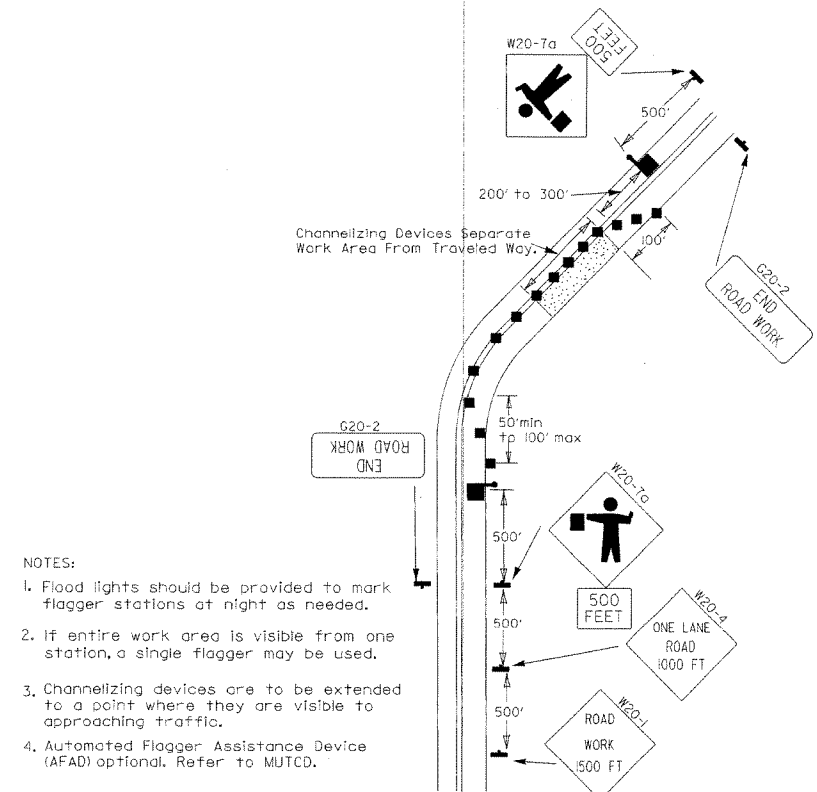 W20-7a
500
FEET
500'
200' to 300'
Channelizing Devices Separate
Work Area From Traveled Way.
100'
G20-2
END
ROAD WORK
G20-2
END
ROAD WORK
50'min
to 100' max
W20-7a
500'
500
FEET
500'
W20-4
ONE LANE
ROAD
1000 FT
500'
W20-1
ROAD
WORK
1500 FT
NOTES:
1. Flood lights should be provided to mark
flagger stations at night as needed.
2. If entire work area is visible from one
station, a single flagger may be used.
3. Channelizing devices are to be extended
to a point where they are visible to
approaching traffic.
4. Automated Flagger Assistance Device
(AFAD) optional. Refer to MUTCD.